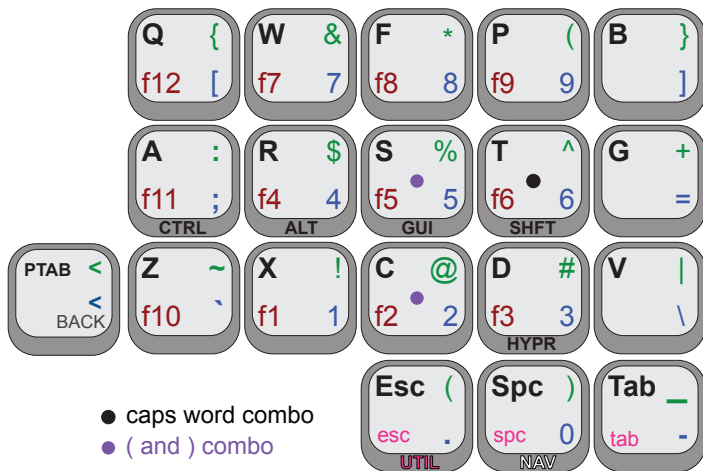 Q { W & F * P ( B }
f12 [ f7 7 f8 8 f9 9 ]
A : R $ S % T ^ G +
f11 ; f4 4 f5 5 f6 6 =
CTRL ALT GUI SHFT
PTAB < Z ~ X ! C @ D # V |
< f10 ` f1 1 f2 2 f3 3 \
BACK HYPR
Esc ( Spc ) Tab _
● caps word combo esc . spc 0 tab -
● ( and ) combo UTIL NAV